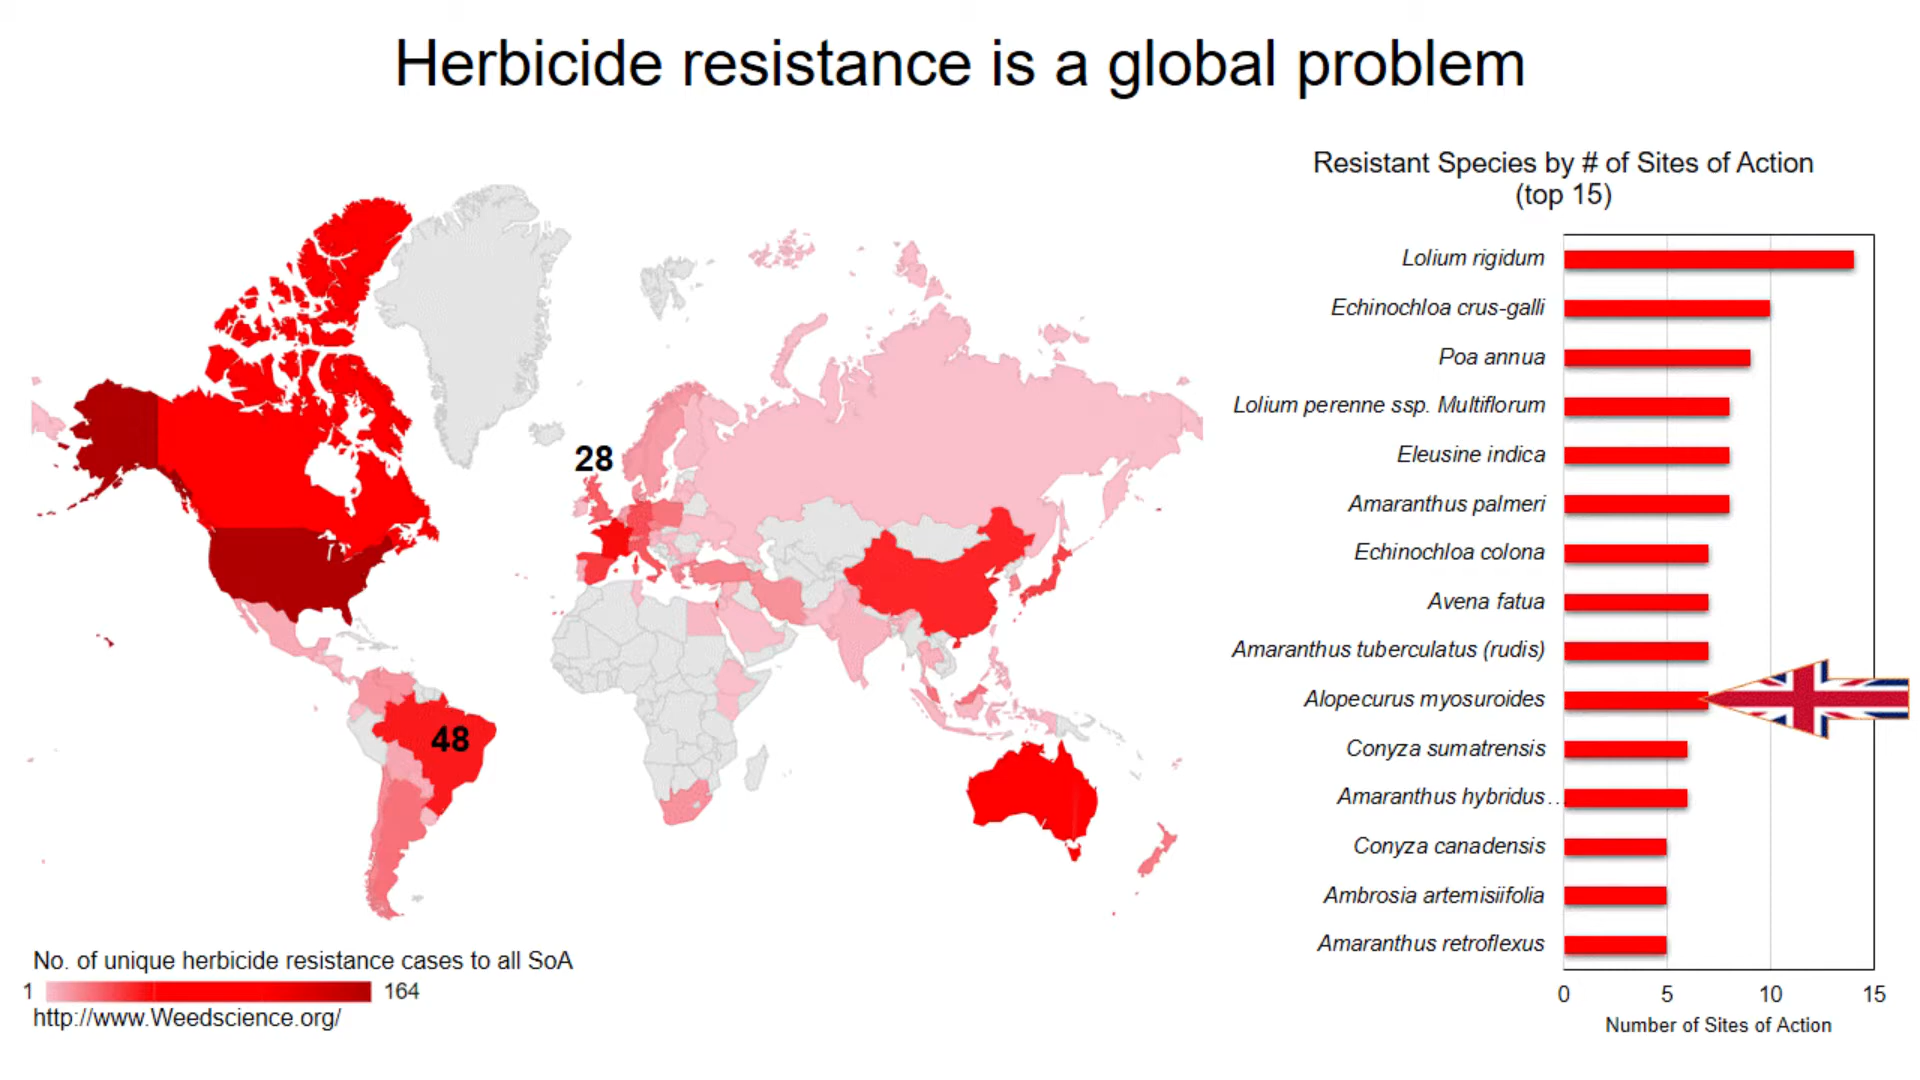 Herbicide resistance is a global problem
28
48
No. of unique herbicide resistance cases to all SoA
1
164
http://www.Weedscience.org/
Resistant Species by # of Sites of Action
(top 15)
Lolium rigidum
Echinochloa crus-galli
Poa annua
Lolium perenne ssp. Multiflorum
Eleusine indica
Amaranthus palmeri
Echinochloa colona
Avena fatua
Amaranthus tuberculatus (rudis)
Alopecurus myosuroides
Conyza sumatrensis
Amaranthus hybridus…
Conyza canadensis
Ambrosia artemisiifolia
Amaranthus retroflexus
0 5 10 15
Number of Sites of Action